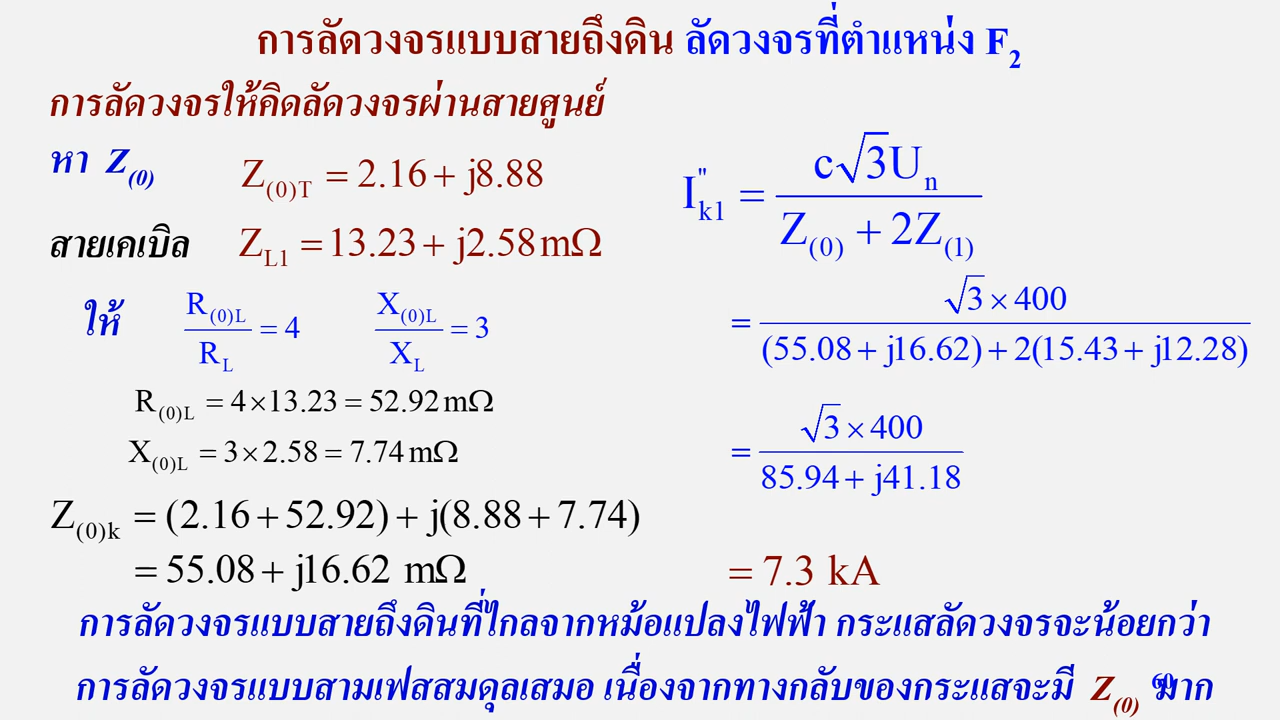 การลัดวงจรแบบสายถึงดิน ลัดวงจรที่ตำแหน่ง F₂
การลัดวงจรให้คิดลัดวงจรผ่านสายศูนย์
หา Z₍₀₎ Z₍₀₎T = 2.16 + j8.88
สายเคเบิล Z_L1 = 13.23 + j2.58 mΩ
ให้ R₍₀₎L / R_L = 4 X₍₀₎L / X_L = 3
R₍₀₎L = 4 × 13.23 = 52.92 mΩ
X₍₀₎L = 3 × 2.58 = 7.74 mΩ
Z₍₀₎k = (2.16 + 52.92) + j(8.88 + 7.74)
= 55.08 + j16.62 mΩ
I"_k1 = c√3U_n / Z₍₀₎ + 2Z₍₁₎
= √3 × 400 / (55.08 + j16.62) + 2(15.43 + j12.28)
= √3 × 400 / 85.94 + j41.18
= 7.3 kA
การลัดวงจรแบบสายถึงดินที่ไกลจากหม้อแปลงไฟฟ้า กระแสลัดวงจรจะน้อยกว่า
การลัดวงจรแบบสามเฟสสมดุลเสมอ เนื่องจากทางกลับของกระแสจะมี Z₍₀₎ มาก
60